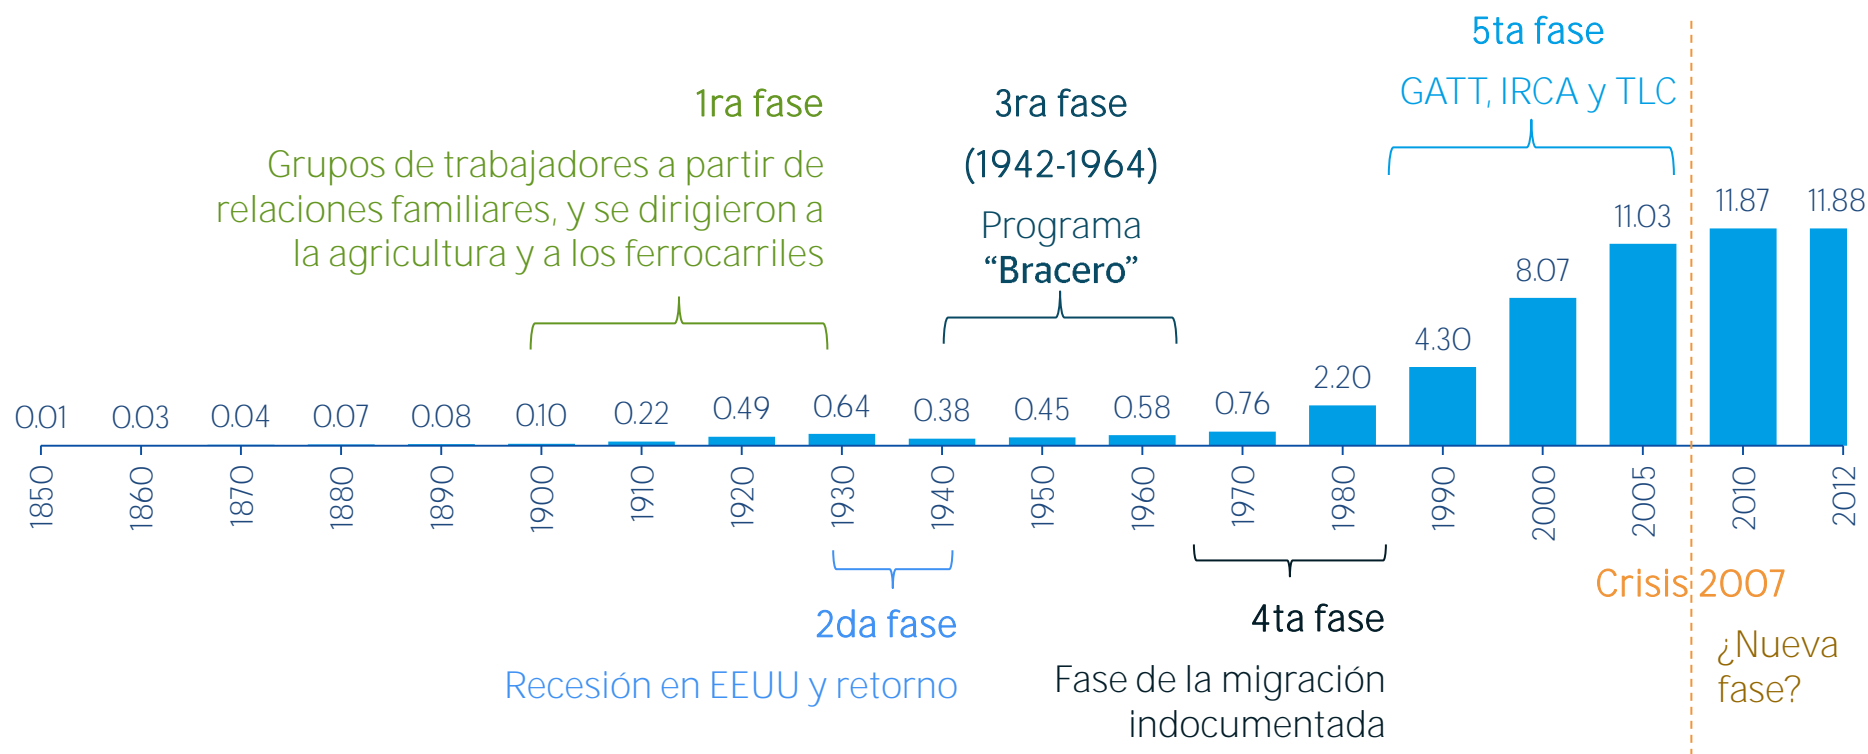 5ta fase
GATT, IRCA y TLC
1ra fase
Grupos de trabajadores a partir de
relaciones familiares, y se dirigieron a
la agricultura y a los ferrocarriles
3ra fase
(1942-1964)
Programa
“Bracero”
0.01
0.03
0.04
0.07
0.08
0.10
0.22
0.49
0.64
0.38
0.45
0.58
0.76
2.20
4.30
8.07
11.03
11.87
11.88
1850
1860
1870
1880
1890
1900
1910
1920
1930
1940
1950
1960
1970
1980
1990
2000
2005
2010
2012
2da fase
Recesión en EEUU y retorno
4ta fase
Fase de la migración
indocumentada
Crisis 2007
¿Nueva
fase?